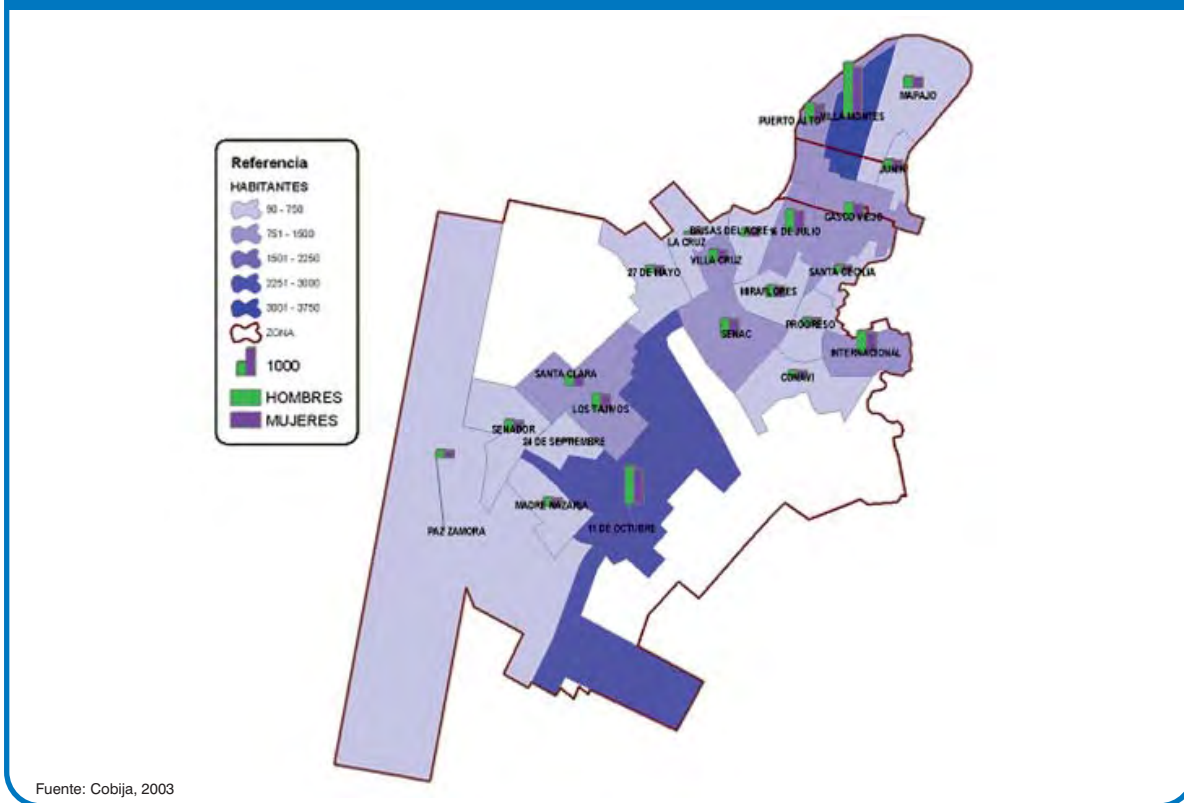 Referencia
HABITANTES
90 - 750
751 - 1500
1501 - 2250
2251 - 3000
3001 - 3750
ZONA
1000
HOMBRES
MUJERES
MAPAJO
PUERTO ALTO
VILLA MONTES
JUNIN
CASCO VIEJO
BRISAS DEL ACRE
16 DE JULIO
LA CRUZ
VILLA CRUZ
27 DE MAYO
SANTA CECILIA
MIRAFLORES
PROGRESO
SENAC
INTERNACIONAL
CONAVI
SANTA CLARA
LOS TAJIVOS
SENADOR
24 DE SEPTIEMBRE
MADRE NAZARIA
11 DE OCTUBRE
PAZ ZAMORA
Fuente: Cobija, 2003